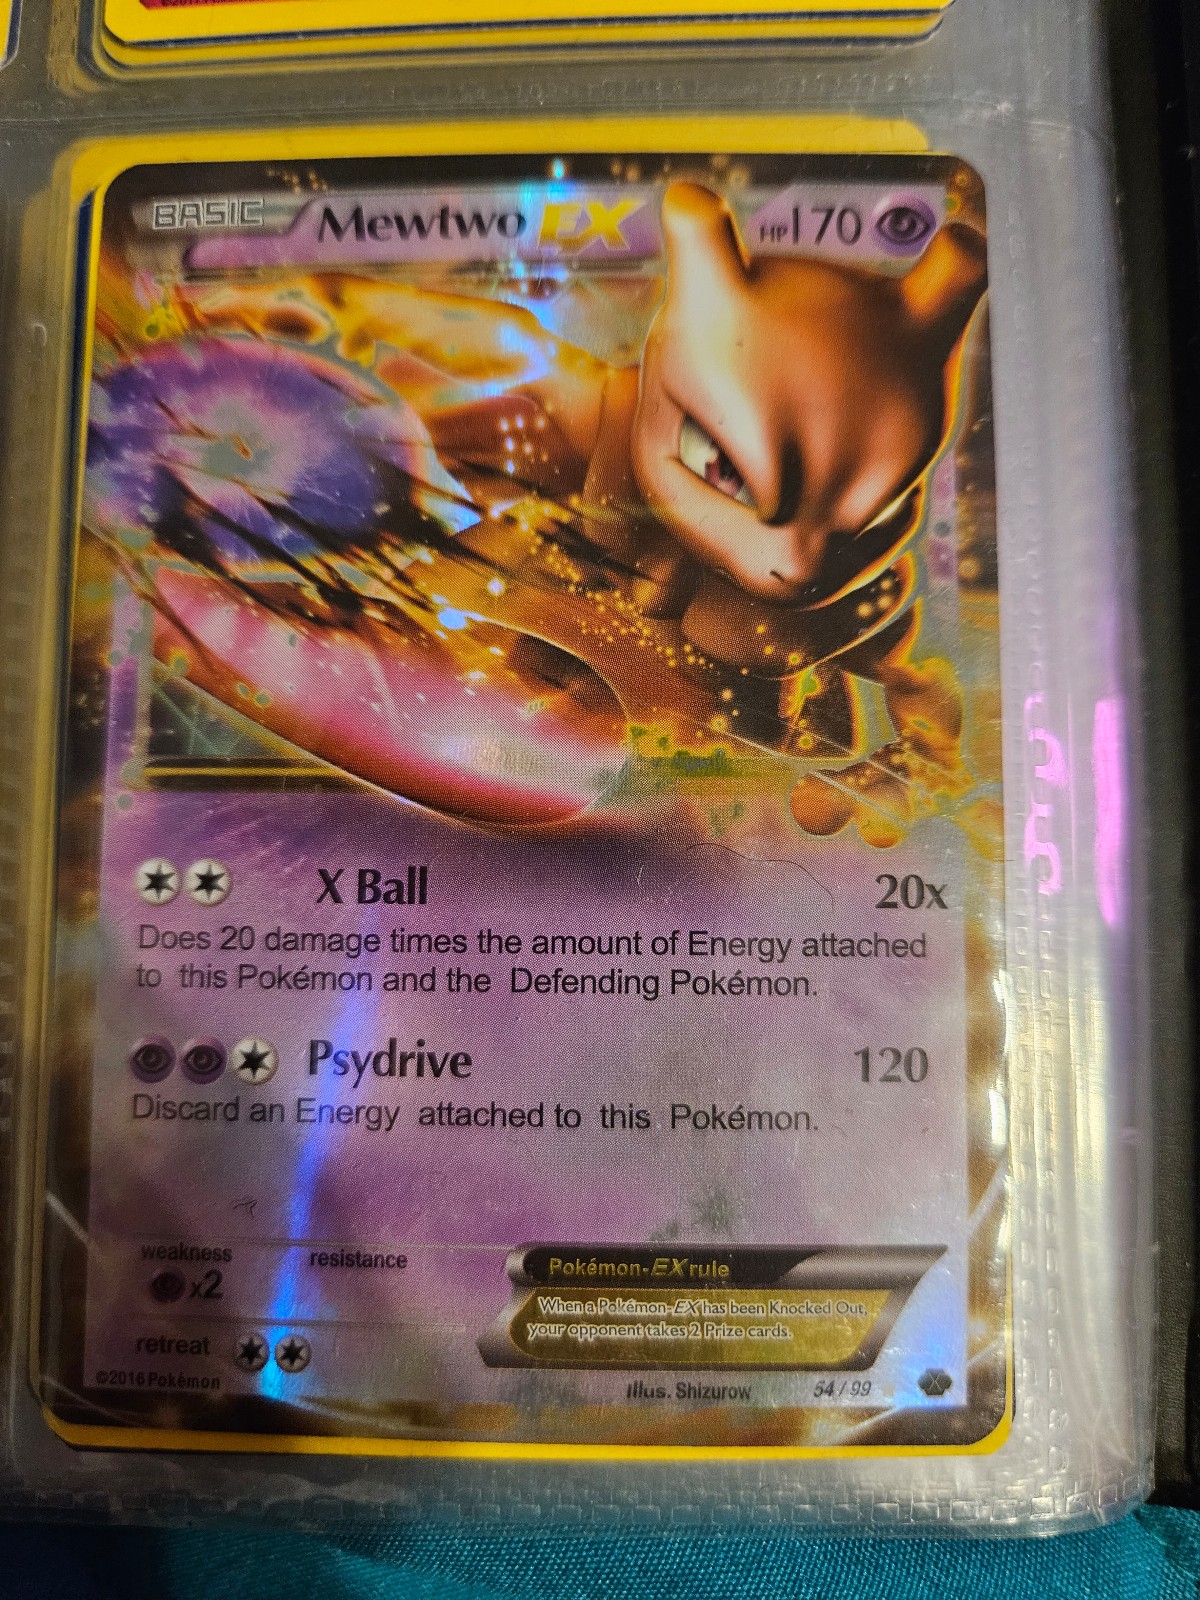 BASIC Mewtwo EX HP170
X Ball 20x
Does 20 damage times the amount of Energy attached
to this Pokémon and the Defending Pokémon.
Psydrive 120
Discard an Energy attached to this Pokémon.
weakness resistance
x2
retreat
©2016 Pokémon
Pokémon-EX rule
When a Pokémon-EX has been Knocked Out,
your opponent takes 2 Prize cards.
Illus. Shizurow 54/99